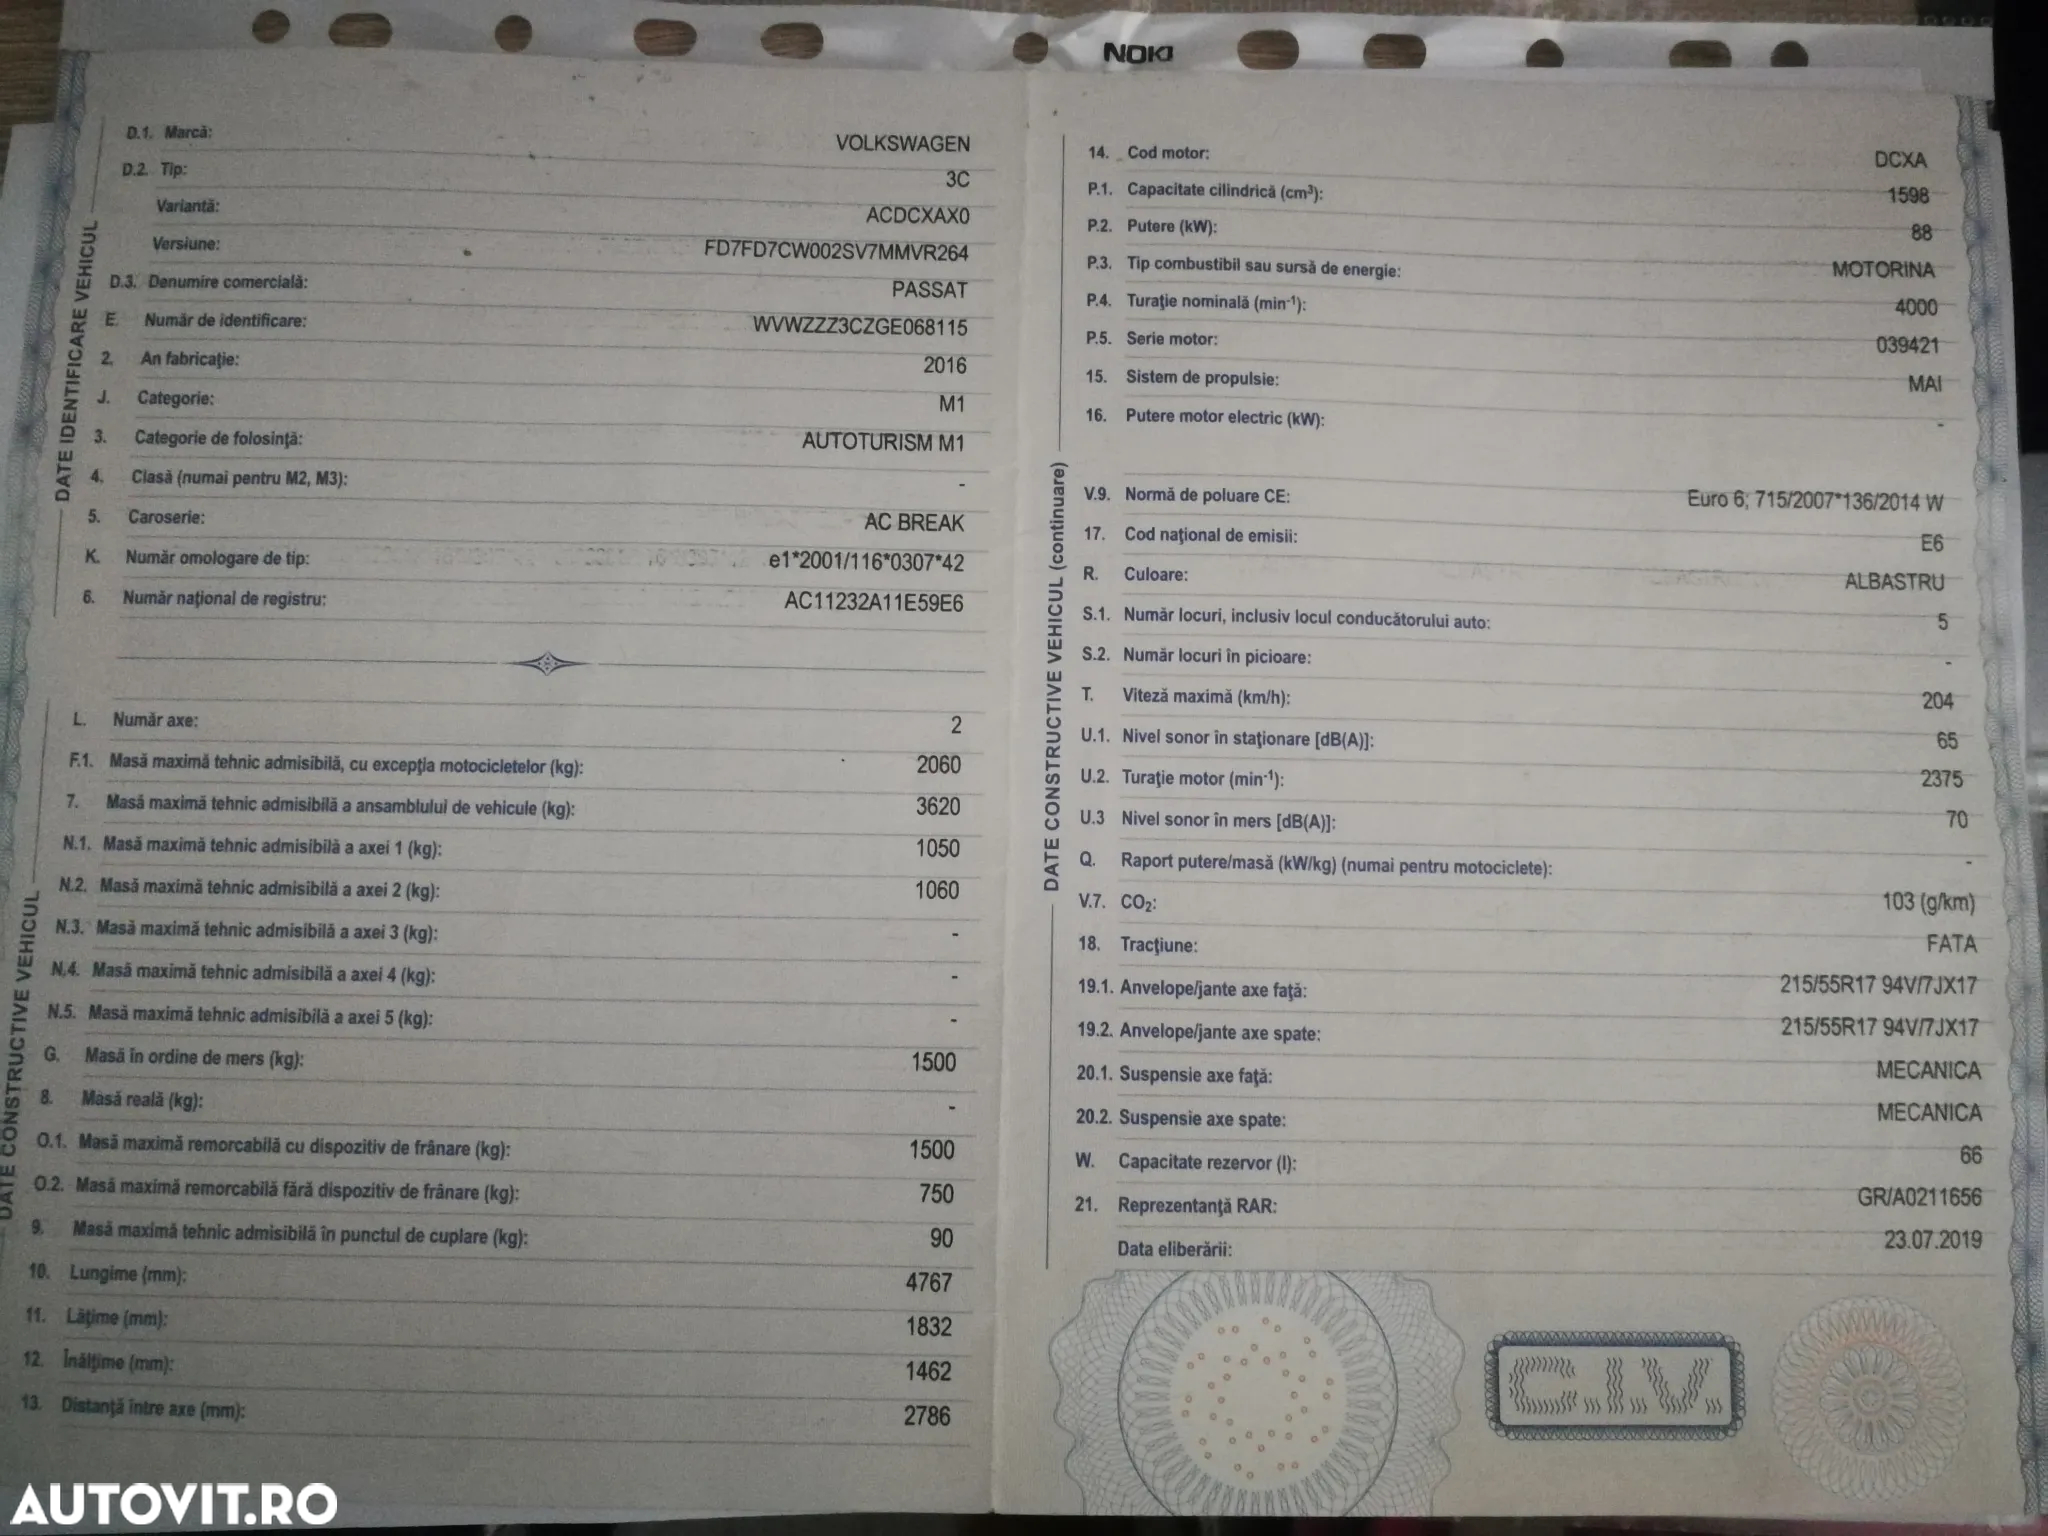 NOKI
DATE IDENTIFICARE VEHICUL
D.1. Marcă: VOLKSWAGEN
D.2. Tip: 3C
Variantă: ACDCXAX0
Versiune: FD7FD7CW002SV7MMVR264
D.3. Denumire comercială: PASSAT
E. Număr de identificare: WVWZZZ3CZGE068115
2. An fabricaţie: 2016
J. Categorie: M1
3. Categorie de folosinţă: AUTOTURISM M1
4. Clasă (numai pentru M2, M3): -
5. Caroserie: AC BREAK
K. Număr omologare de tip: e1*2001/116*0307*42
6. Număr naţional de registru: AC11232A11E59E6
DATE CONSTRUCTIVE VEHICUL
L. Număr axe: 2
F.1. Masă maximă tehnic admisibilă, cu excepţia motocicletelor (kg): 2060
7. Masă maximă tehnic admisibilă a ansamblului de vehicule (kg): 3620
N.1. Masă maximă tehnic admisibilă a axei 1 (kg): 1050
N.2. Masă maximă tehnic admisibilă a axei 2 (kg): 1060
N.3. Masă maximă tehnic admisibilă a axei 3 (kg): -
N.4. Masă maximă tehnic admisibilă a axei 4 (kg): -
N.5. Masă maximă tehnic admisibilă a axei 5 (kg): -
G. Masă în ordine de mers (kg): 1500
8. Masă reală (kg): -
O.1. Masă maximă remorcabilă cu dispozitiv de frânare (kg): 1500
O.2. Masă maximă remorcabilă fără dispozitiv de frânare (kg): 750
9. Masă maximă tehnic admisibilă în punctul de cuplare (kg): 90
10. Lungime (mm): 4767
11. Lăţime (mm): 1832
12. Înălţime (mm): 1462
13. Distanţă între axe (mm): 2786
DATE CONSTRUCTIVE VEHICUL (continuare)
14. Cod motor: DCXA
P.1. Capacitate cilindrică (cm³): 1598
P.2. Putere (kW): 88
P.3. Tip combustibil sau sursă de energie: MOTORINA
P.4. Turaţie nominală (min-1): 4000
P.5. Serie motor: 039421
15. Sistem de propulsie: MAI
16. Putere motor electric (kW): -
V.9. Normă de poluare CE: Euro 6; 715/2007*136/2014 W
17. Cod naţional de emisii: E6
R. Culoare: ALBASTRU
S.1. Număr locuri, inclusiv locul conducătorului auto: 5
S.2. Număr locuri în picioare: -
T. Viteză maximă (km/h): 204
U.1. Nivel sonor în staţionare [dB(A)]: 65
U.2. Turaţie motor (min-1): 2375
U.3 Nivel sonor în mers [dB(A)]: 70
Q. Raport putere/masă (kW/kg) (numai pentru motociclete): -
V.7. CO₂: 103 (g/km)
18. Tracţiune: FATA
19.1. Anvelope/jante axe faţă: 215/55R17 94V/7JX17
19.2. Anvelope/jante axe spate: 215/55R17 94V/7JX17
20.1. Suspensie axe faţă: MECANICA
20.2. Suspensie axe spate: MECANICA
W. Capacitate rezervor (l): 66
21. Reprezentanţă RAR: GR/A0211656
Data eliberării: 23.07.2019
C.I.V.
AUTOVIT.RO